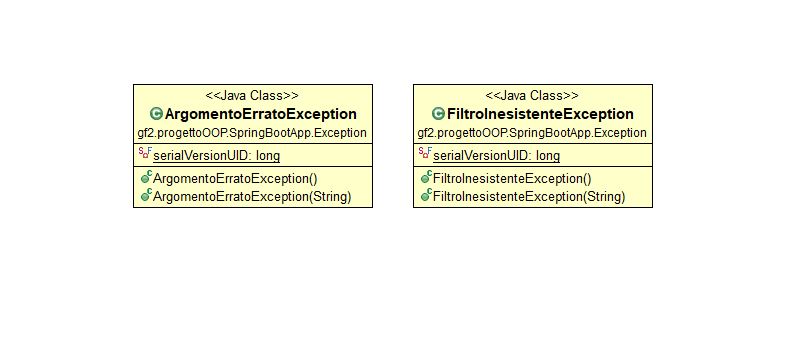 <<Java Class>>
ArgomentoErratoException
gf2.progettoOOP.SpringBootApp.Exception
serialVersionUID: long
ArgomentoErratoException()
ArgomentoErratoException(String)
<<Java Class>>
FiltroInesistenteException
gf2.progettoOOP.SpringBootApp.Exception
serialVersionUID: long
FiltroInesistenteException()
FiltroInesistenteException(String)